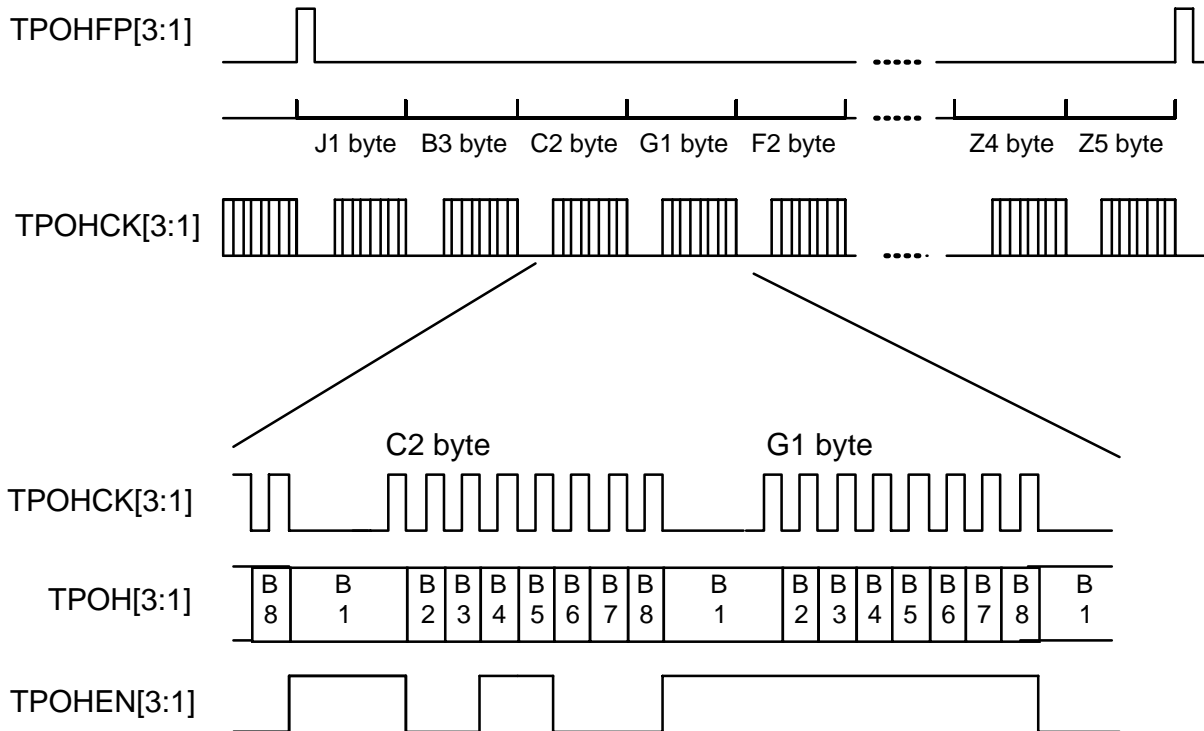 TPOHFP[3:1]
J1 byte B3 byte C2 byte G1 byte F2 byte Z4 byte Z5 byte
TPOHCK[3:1]
C2 byte G1 byte
TPOHCK[3:1]
TPOH[3:1]
B B B B B B B B B B B B B B B B B B
8 1 2 3 4 5 6 7 8 1 2 3 4 5 6 7 8 1
TPOHEN[3:1]